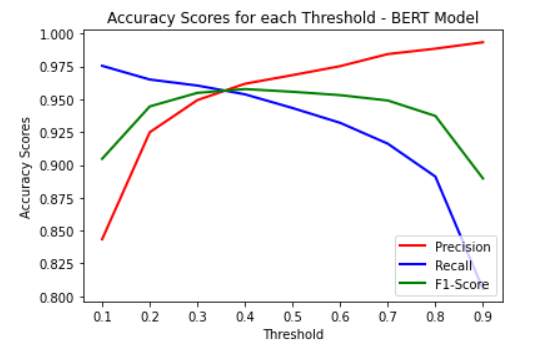 Accuracy Scores for each Threshold - BERT Model
1.000
0.975
0.950
0.925
0.900
0.875
0.850
0.825
0.800
Accuracy Scores
Precision
Recall
F1-Score
0.1 0.2 0.3 0.4 0.5 0.6 0.7 0.8 0.9
Threshold